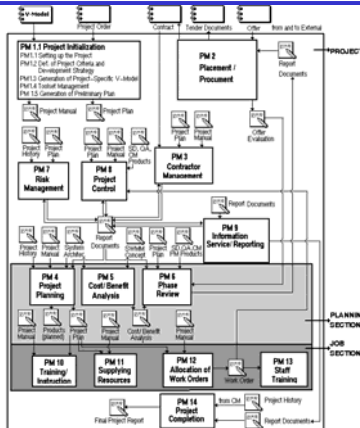 V-Model
Project Order
Contract
Tender Documents
Offer
from and to External
PM 1.1 Project Initialization
PM1.1 Setting up the Project
PM1.2 Def. of Project Criteria and
Development Strategy
PM1.3 Generation of Project-Specific V-Model
PM1.4 Toolset Management
PM1.5 Generation of Preliminary Plan
PM 2
Placement /
Procument
Report
Documents
PROJECT
Project Manual
Project Plan
Project
Plan
Project
Manual
Offer
Evaluation
Project
History
Project
Plan
Project
Plan
Project
Manual
SD, QA,
CM
Products
PM 3
Contractor
Management
PM 7
Risk
Management
PM 8
Project
Control
Report Documents
Report
Documents
PM 9
Information
Service/Reporting
Project
History
Project
Manual
System
Architec.
SWMM
Concept
Project
Plan
SD,QA,CM
PM Products
PM 4
Project
Planning
PM 5
Cost/Benefit
Analysis
PM 6
Phase
Review
PLANNIN
SECTION
Project
Manual
Products
(planned)
Project
Plan
Project
Manual
Cost/Benefit
Analysis
Project
Manual
JOB
SECTION
PM 10
Training/
Instruction
PM 11
Supplying
Resources
PM 12
Allocation of
Work Orders
Work Order
PM 13
Staff
Training
PM 14
Project
Completion
from CM
Project History
Final Project Report
Report Documents